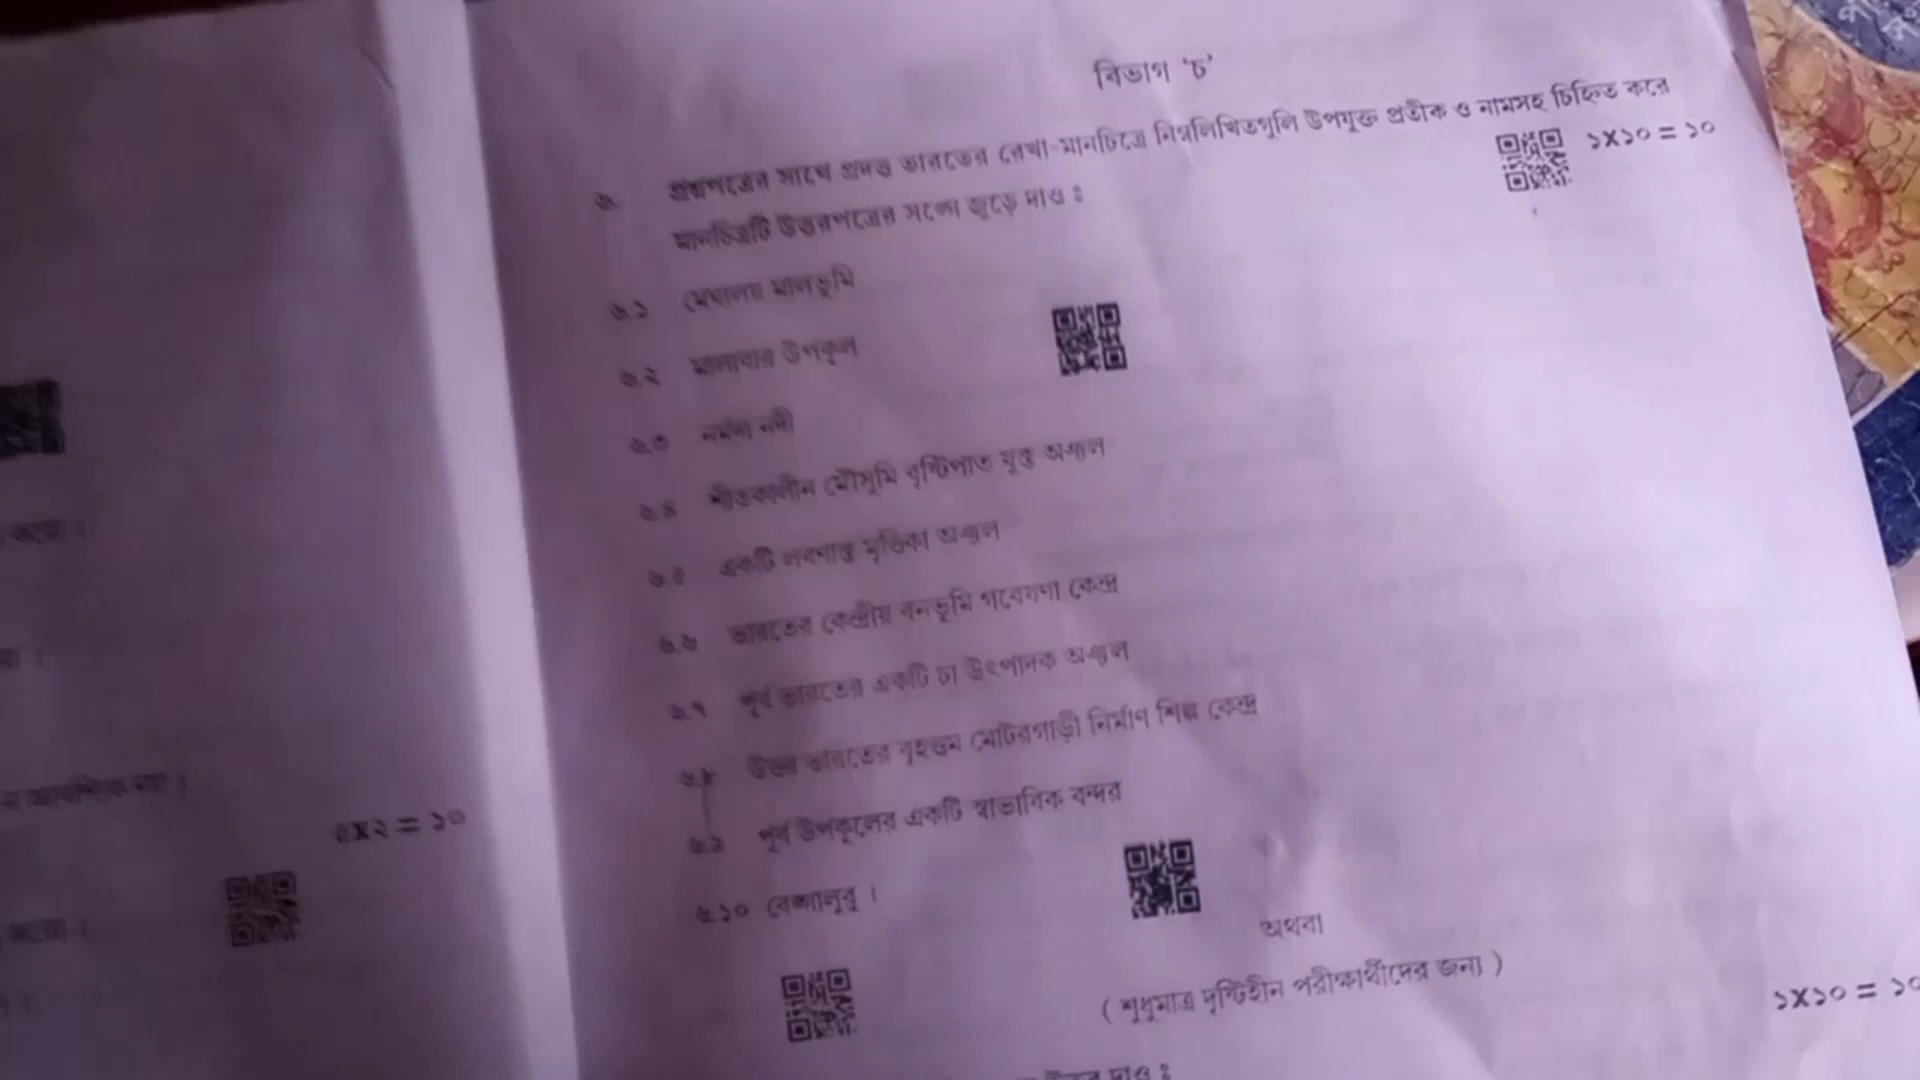 বিভাগ ‘চ’
৬. প্রশ্নপত্রের সাথে প্রদত্ত ভারতের রেখা-মানচিত্রে নিম্নলিখিতগুলি উপযুক্ত প্রতীক ও নামসহ চিহ্নিত করে
মানচিত্রটি উত্তরপত্রের সঙ্গে জুড়ে দাও ঃ ১X১০ = ১০
৬.১ মেঘালয় মালভূমি
৬.২ মালাবার উপকূল
৬.৩ নর্মদা নদী
৬.৪ শীতকালীন মৌসুমি বৃষ্টিপাত যুক্ত অঞ্চল
৬.৫ একটি লবণাক্ত মৃত্তিকা অঞ্চল
৬.৬ ভারতের কেন্দ্রীয় বনভূমি গবেষণা কেন্দ্র
৬.৭ পূর্ব ভারতের একটি চা উৎপাদক অঞ্চল
৬.৮ উত্তর ভারতের বৃহত্তম মোটরগাড়ী নির্মাণ শিল্প কেন্দ্র
৬.৯ পূর্ব উপকূলের একটি স্বাভাবিক বন্দর
৬.১০ বেঙ্গালুরু ।
অথবা
( শুধুমাত্র দৃষ্টিহীন পরীক্ষার্থীদের জন্য )
১X১০ = ১০
উত্তর দাও ঃ
করো ।
৫X২ = ১০